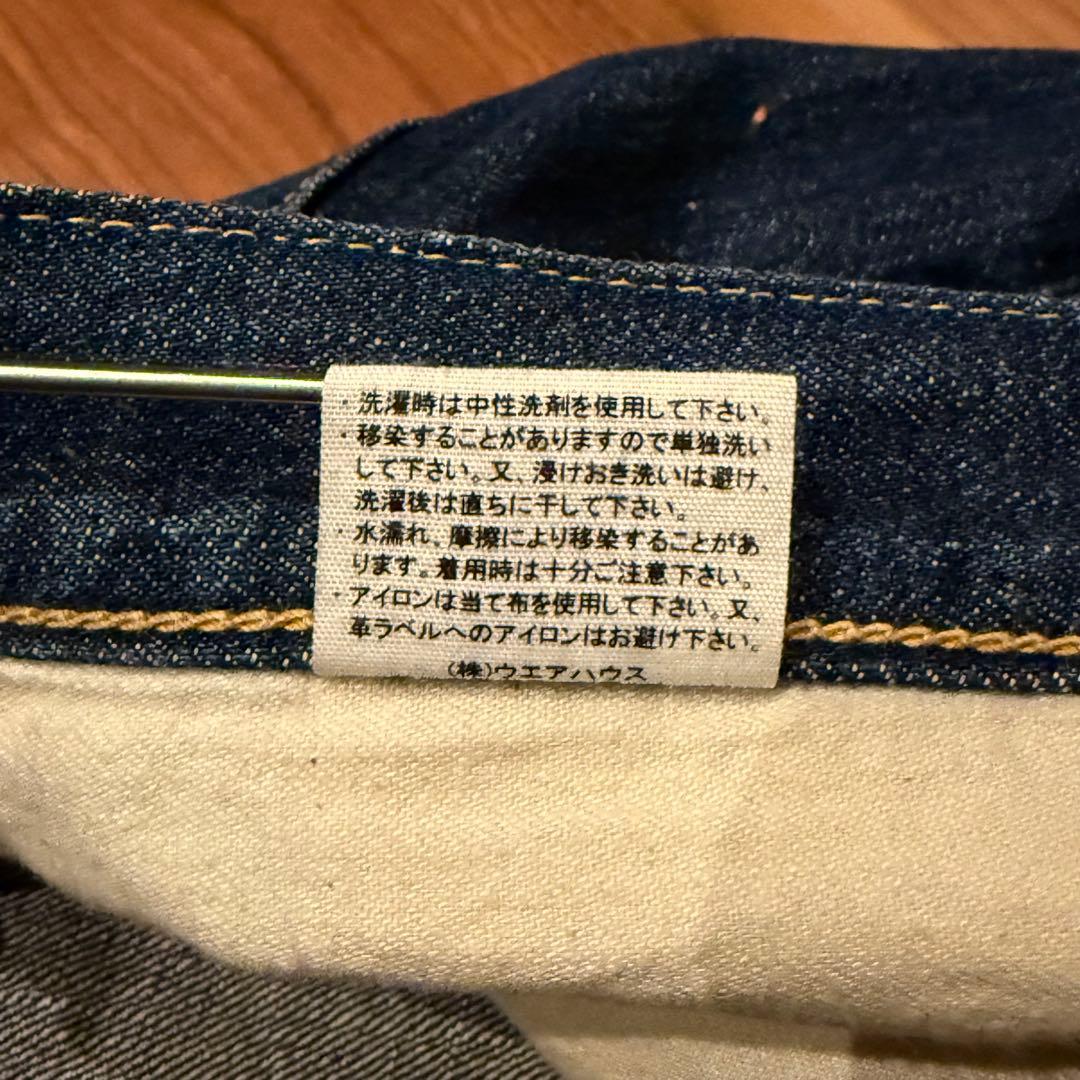 ・洗濯時は中性洗剤を使用して下さい。
・移染することがありますので単独洗い
して下さい。又、浸けおき洗いは避け、
洗濯後は直ちに干して下さい。
・水濡れ、摩擦により移染することがあ
ります。着用時は十分ご注意下さい。
・アイロンは当て布を使用して下さい。又、
革ラベルへのアイロンはお避け下さい。
(株)ウエアハウス